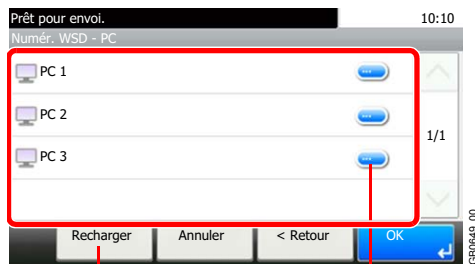 Prêt pour envoi. 10:10
Numér. WSD - PC
PC 1
PC 2
1/1
PC 3
Recharger Annuler < Retour OK
GB0649_00